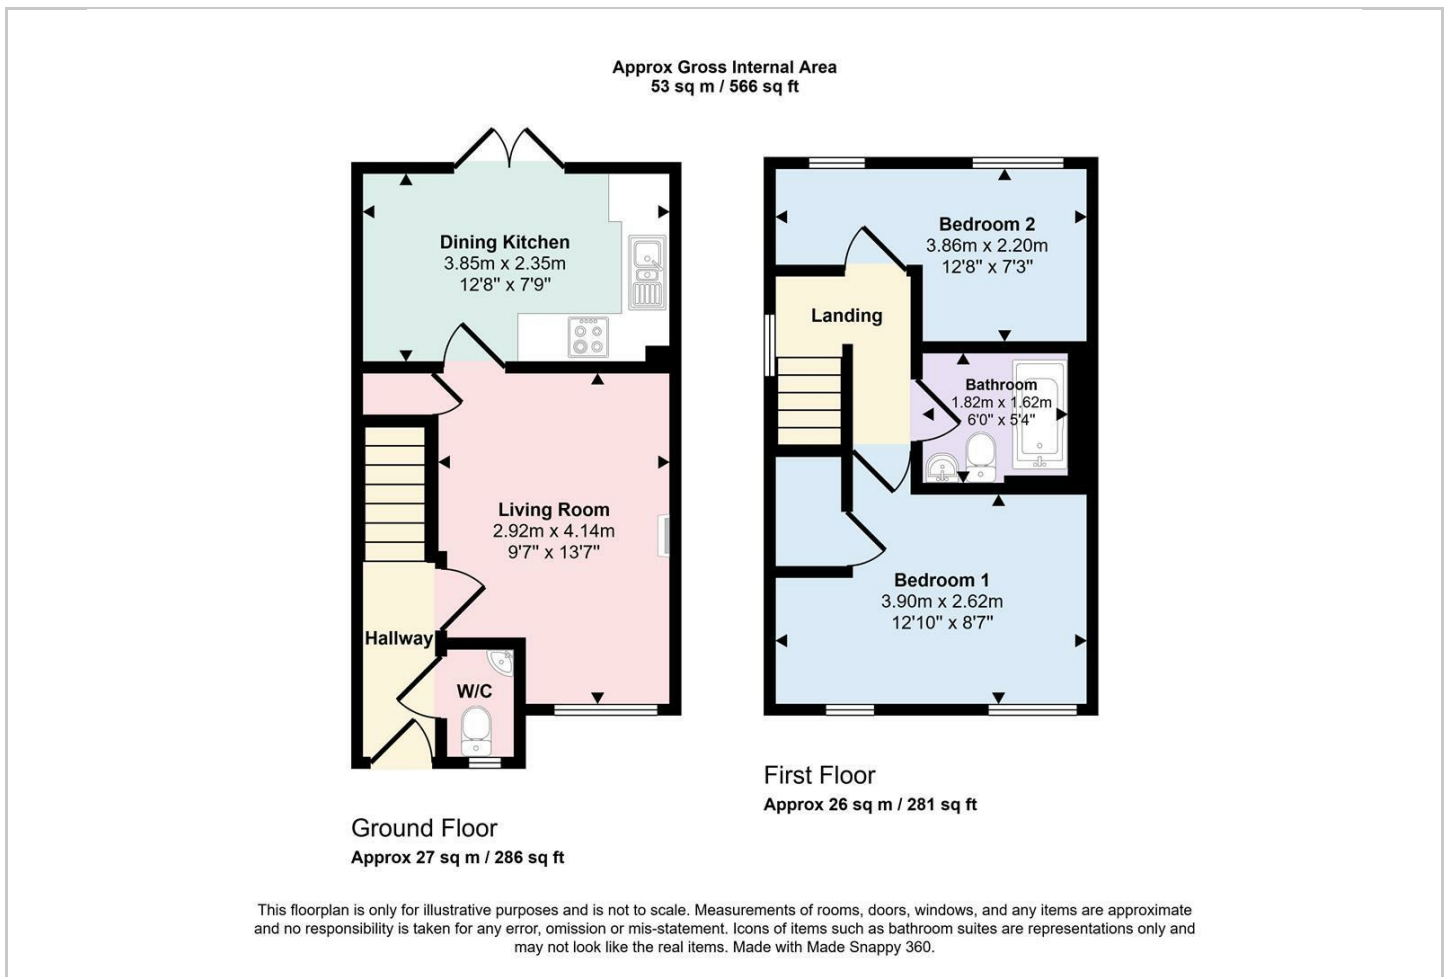 Approx Gross Internal Area
53 sq m / 566 sq ft
Dining Kitchen
3.85m x 2.35m
12'8" x 7'9"
Living Room
2.92m x 4.14m
9'7" x 13'7"
Hallway
W/C
Ground Floor
Approx 27 sq m / 286 sq ft
Bedroom 2
3.86m x 2.20m
12'8" x 7'3"
Landing
Bathroom
1.82m x 1.62m
6'0" x 5'4"
Bedroom 1
3.90m x 2.62m
12'10" x 8'7"
First Floor
Approx 26 sq m / 281 sq ft
This floorplan is only for illustrative purposes and is not to scale. Measurements of rooms, doors, windows, and any items are approximate
and no responsibility is taken for any error, omission or mis-statement. Icons of items such as bathroom suites are representations only and
may not look like the real items. Made with Made Snappy 360.